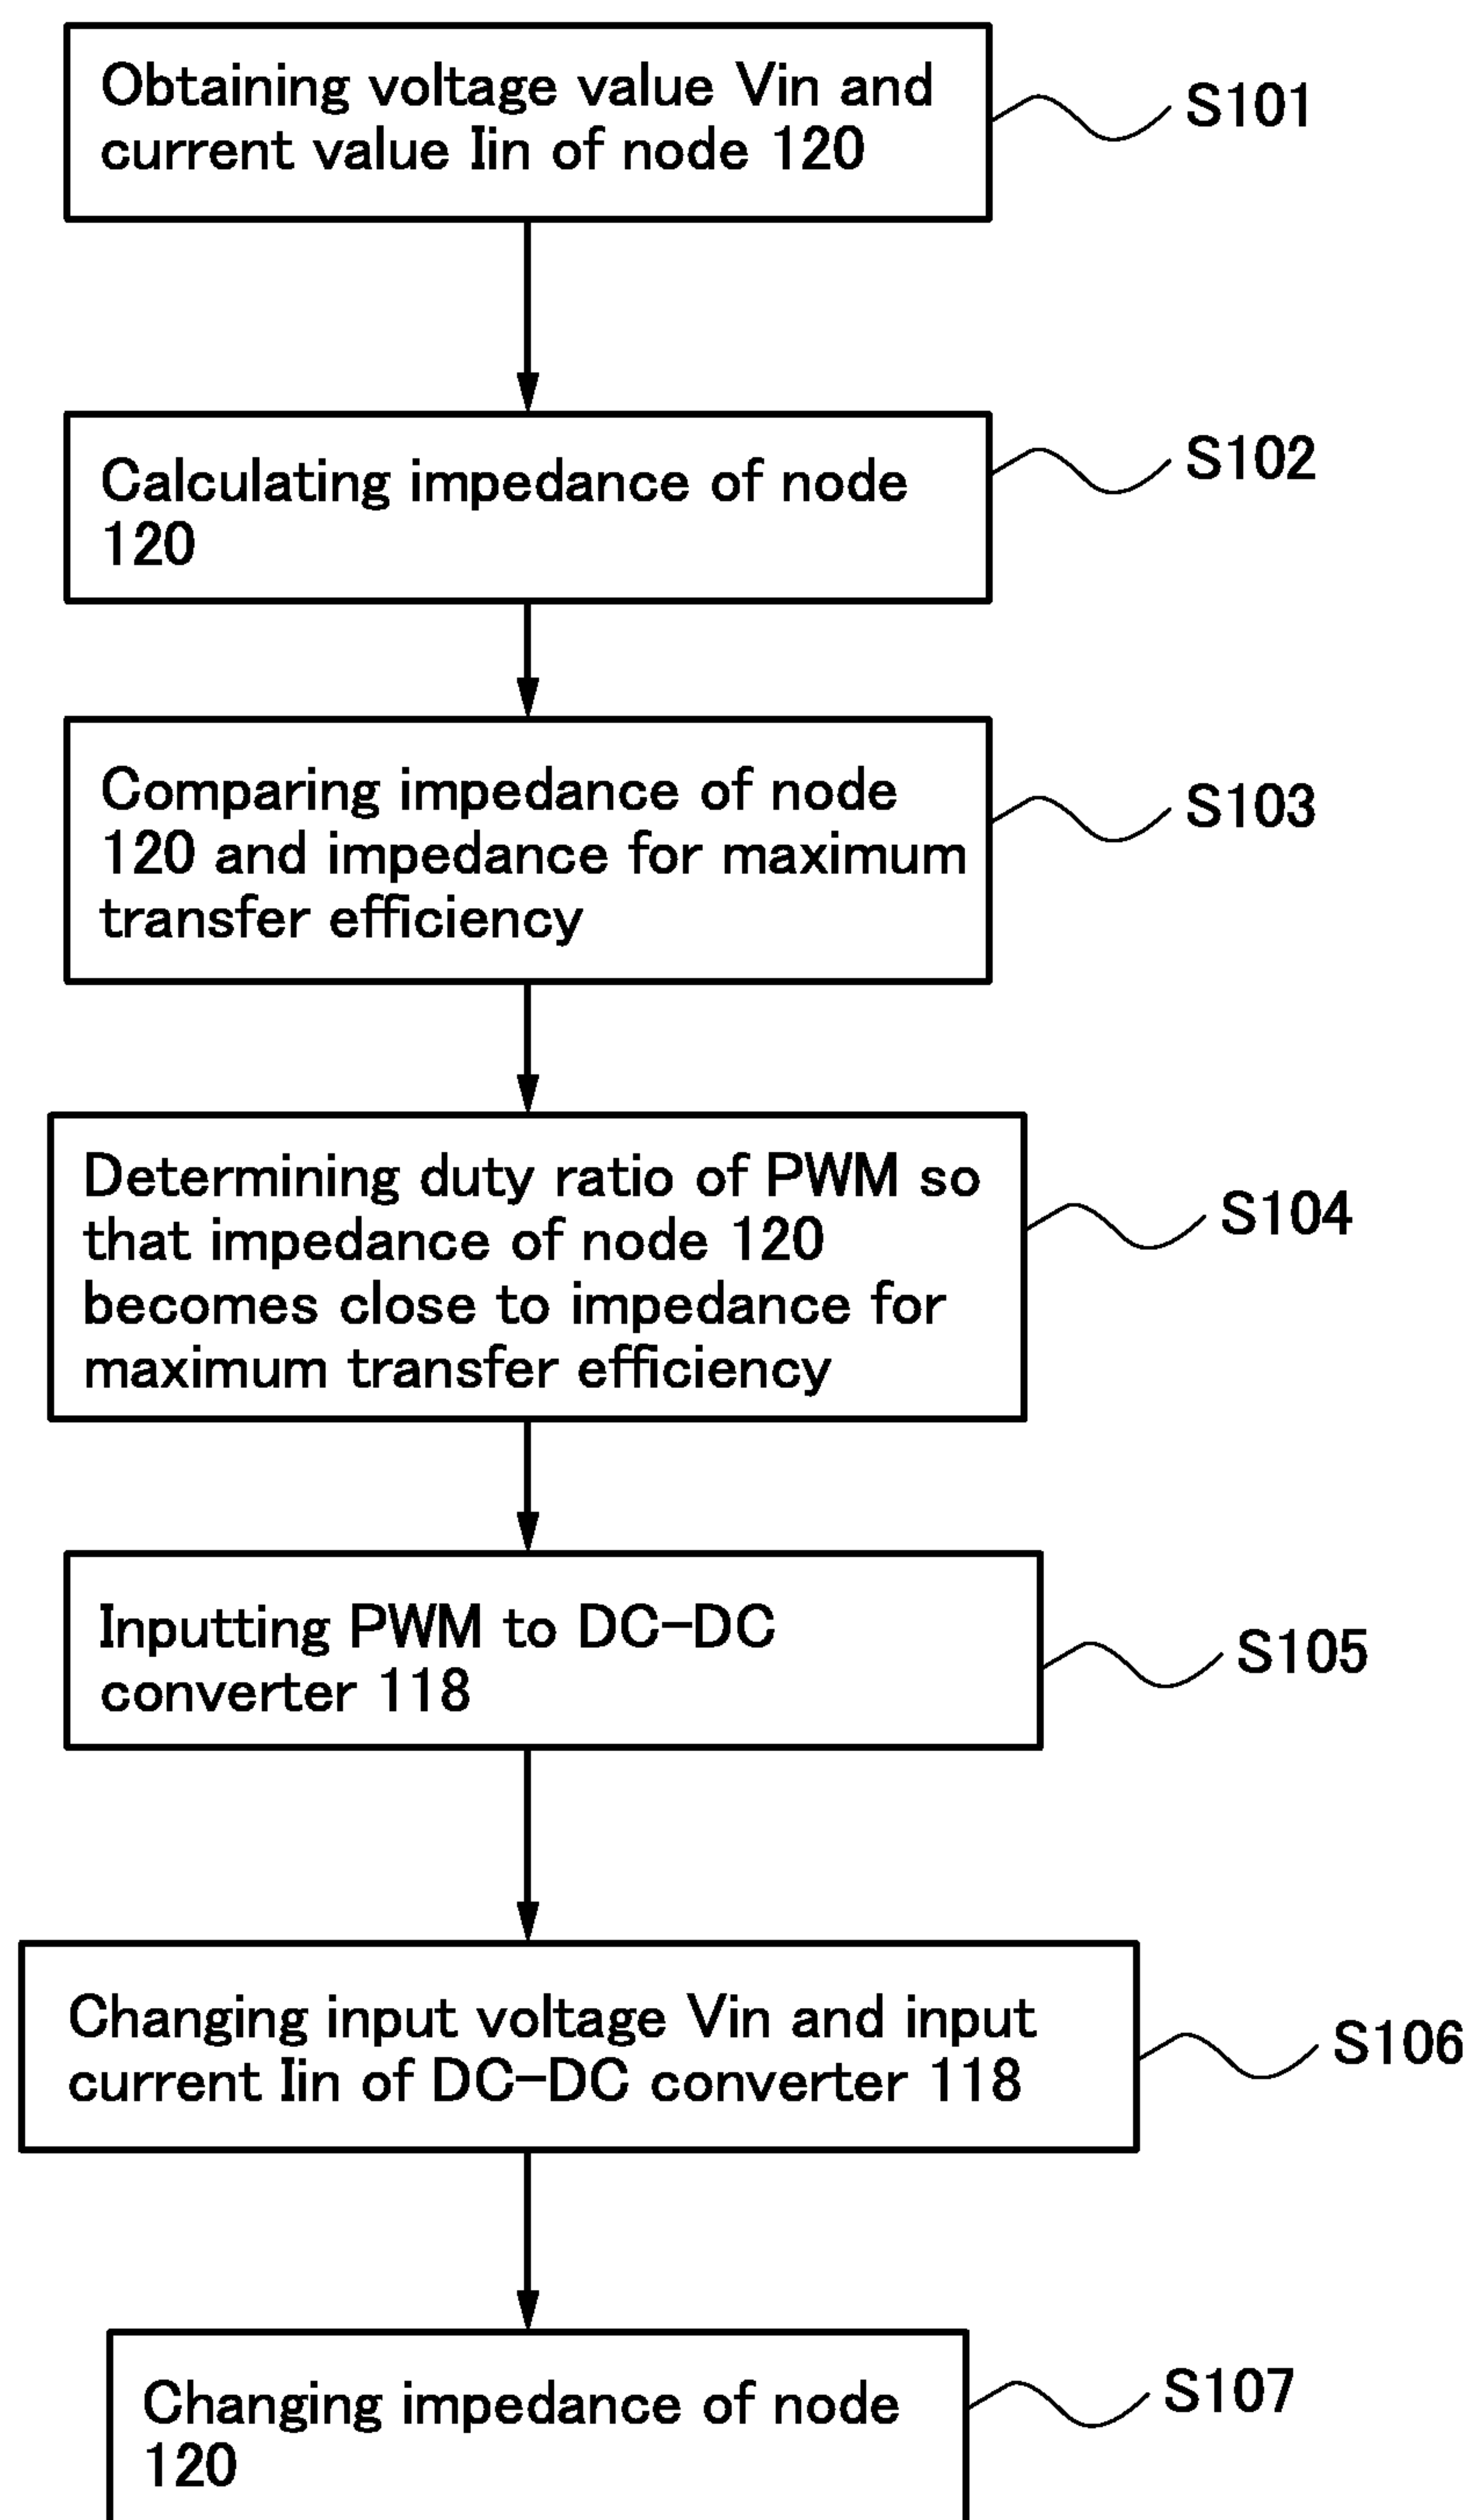 Obtaining voltage value Vin and
current value Iin of node 120
S101
Calculating impedance of node
120
S102
Comparing impedance of node
120 and impedance for maximum
transfer efficiency
S103
Determining duty ratio of PWM so
that impedance of node 120
becomes close to impedance for
maximum transfer efficiency
S104
Inputting PWM to DC-DC
converter 118
S105
Changing input voltage Vin and input
current Iin of DC-DC converter 118
S106
Changing impedance of node
120
S107